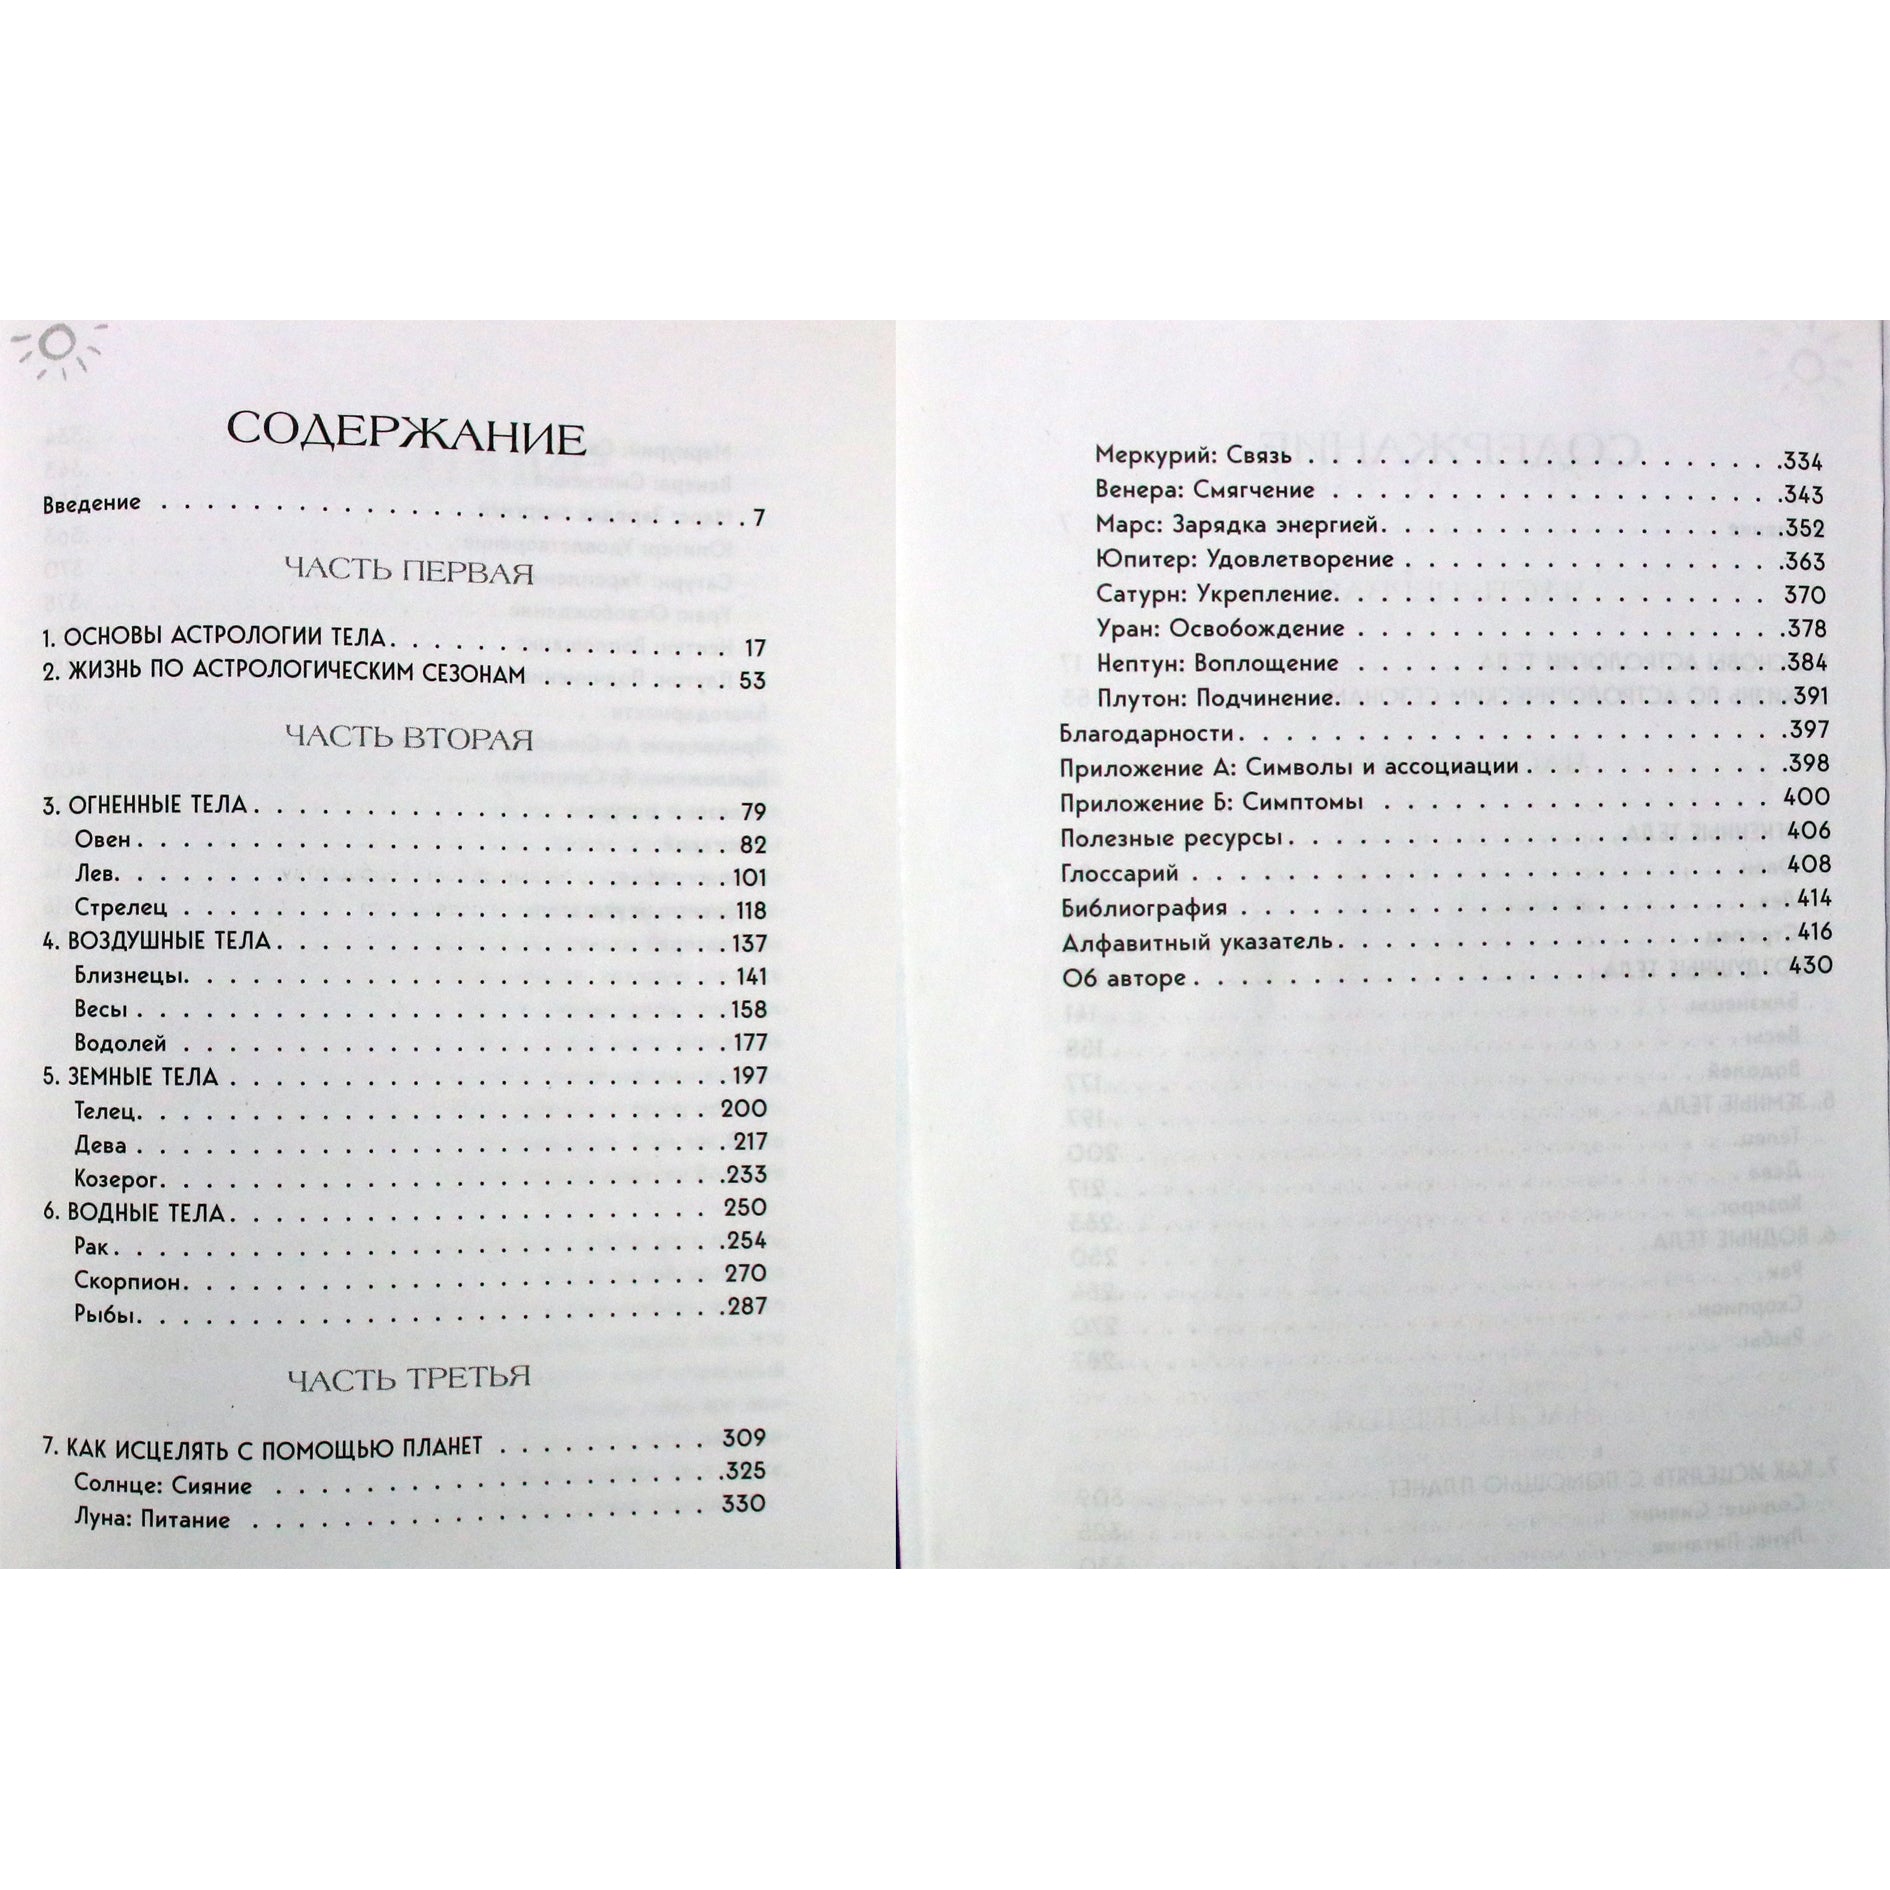 СОДЕРЖАНИЕ
Введение . . . . . . . . . . . . . . . . . . . . . . . . . . 7
ЧАСТЬ ПЕРВАЯ
1. ОСНОВЫ АСТРОЛОГИИ ТЕЛА. . . . . . . . . . . . . . . 17
2. ЖИЗНЬ ПО АСТРОЛОГИЧЕСКИМ СЕЗОНАМ . . . . . . . . 53
ЧАСТЬ ВТОРАЯ
3. ОГНЕННЫЕ ТЕЛА. . . . . . . . . . . . . . . . . . . . . 79
Овен. . . . . . . . . . . . . . . . . . . . . . . . . . 82
Лев. . . . . . . . . . . . . . . . . . . . . . . . . . .101
Стрелец . . . . . . . . . . . . . . . . . . . . . . . . 118
4. ВОЗДУШНЫЕ ТЕЛА. . . . . . . . . . . . . . . . . . . . 137
Близнецы. . . . . . . . . . . . . . . . . . . . . . . . 141
Весы . . . . . . . . . . . . . . . . . . . . . . . . . .158
Водолей . . . . . . . . . . . . . . . . . . . . . . . . .177
5. ЗЕМНЫЕ ТЕЛА . . . . . . . . . . . . . . . . . . . . . .197
Телец. . . . . . . . . . . . . . . . . . . . . . . . . . 200
Дева . . . . . . . . . . . . . . . . . . . . . . . . . .217
Козерог. . . . . . . . . . . . . . . . . . . . . . . . .233
6. ВОДНЫЕ ТЕЛА. . . . . . . . . . . . . . . . . . . . . 250
Рак. . . . . . . . . . . . . . . . . . . . . . . . . . .254
Скорпион. . . . . . . . . . . . . . . . . . . . . . . . 270
Рыбы. . . . . . . . . . . . . . . . . . . . . . . . . .287
ЧАСТЬ ТРЕТЬЯ
7. КАК ИСЦЕЛЯТЬ С ПОМОЩЬЮ ПЛАНЕТ . . . . . . . . . . 309
Солнце: Сияние . . . . . . . . . . . . . . . . . . . .325
Луна: Питание . . . . . . . . . . . . . . . . . . . . 330
Меркурий: Связь . . . . . . . . . . . . . . . . . . . . .334
Венера: Смягчение . . . . . . . . . . . . . . . . . . . .343
Марс: Зарядка энергией. . . . . . . . . . . . . . . . . .352
Юпитер: Удовлетворение . . . . . . . . . . . . . . . . .363
Сатурн: Укрепление. . . . . . . . . . . . . . . . . . . 370
Уран: Освобождение . . . . . . . . . . . . . . . . . . .378
Нептун: Воплощение . . . . . . . . . . . . . . . . . . .384
Плутон: Подчинение. . . . . . . . . . . . . . . . . . . .391
Благодарности. . . . . . . . . . . . . . . . . . . . . . .397
Приложение А: Символы и ассоциации. . . . . . . . . . . .398
Приложение Б: Симптомы . . . . . . . . . . . . . . . . . 400
Полезные ресурсы. . . . . . . . . . . . . . . . . . . . . 406
Глоссарий . . . . . . . . . . . . . . . . . . . . . . . . 408
Библиография . . . . . . . . . . . . . . . . . . . . . . .414
Алфавитный указатель. . . . . . . . . . . . . . . . . . . .416
Об авторе. . . . . . . . . . . . . . . . . . . . . . . . 430